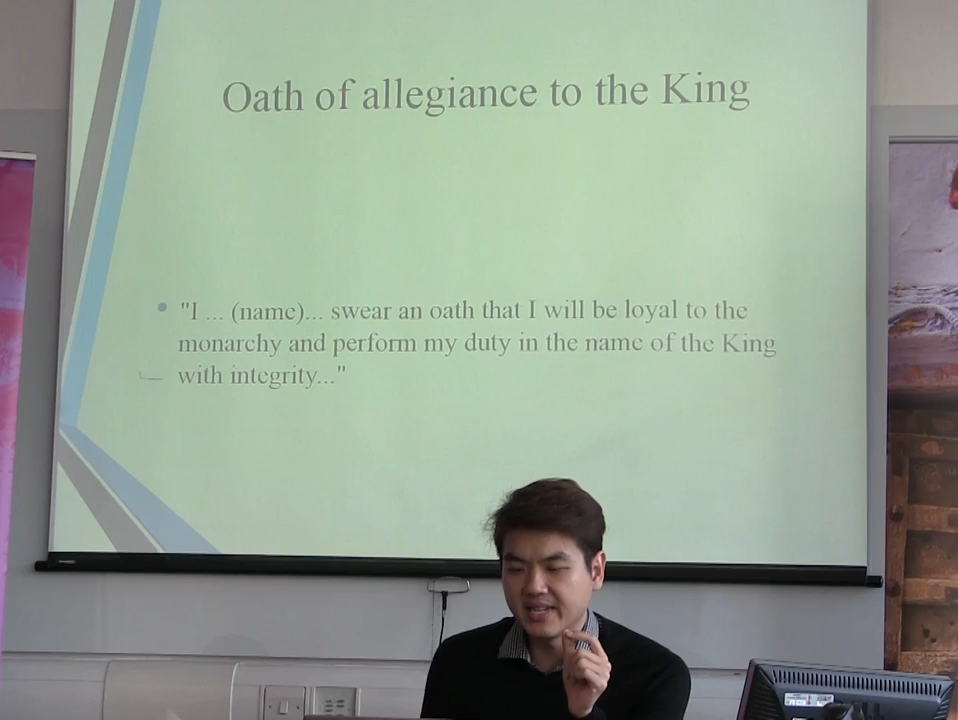 Oath of allegiance to the King
"I ... (name)... swear an oath that I will be loyal to the
monarchy and perform my duty in the name of the King
with integrity..."